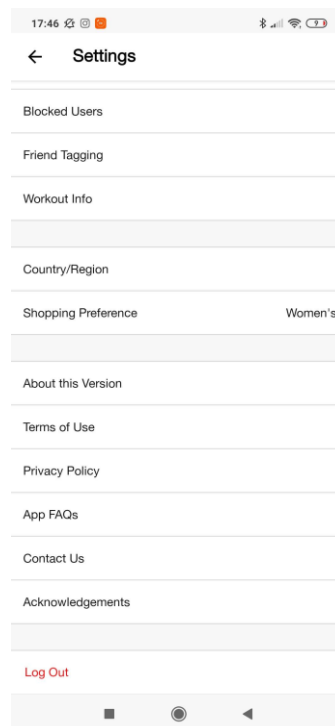 17:46
Settings
Blocked Users
Friend Tagging
Workout Info
Country/Region
Shopping Preference Women's
About this Version
Terms of Use
Privacy Policy
App FAQs
Contact Us
Acknowledgements
Log Out